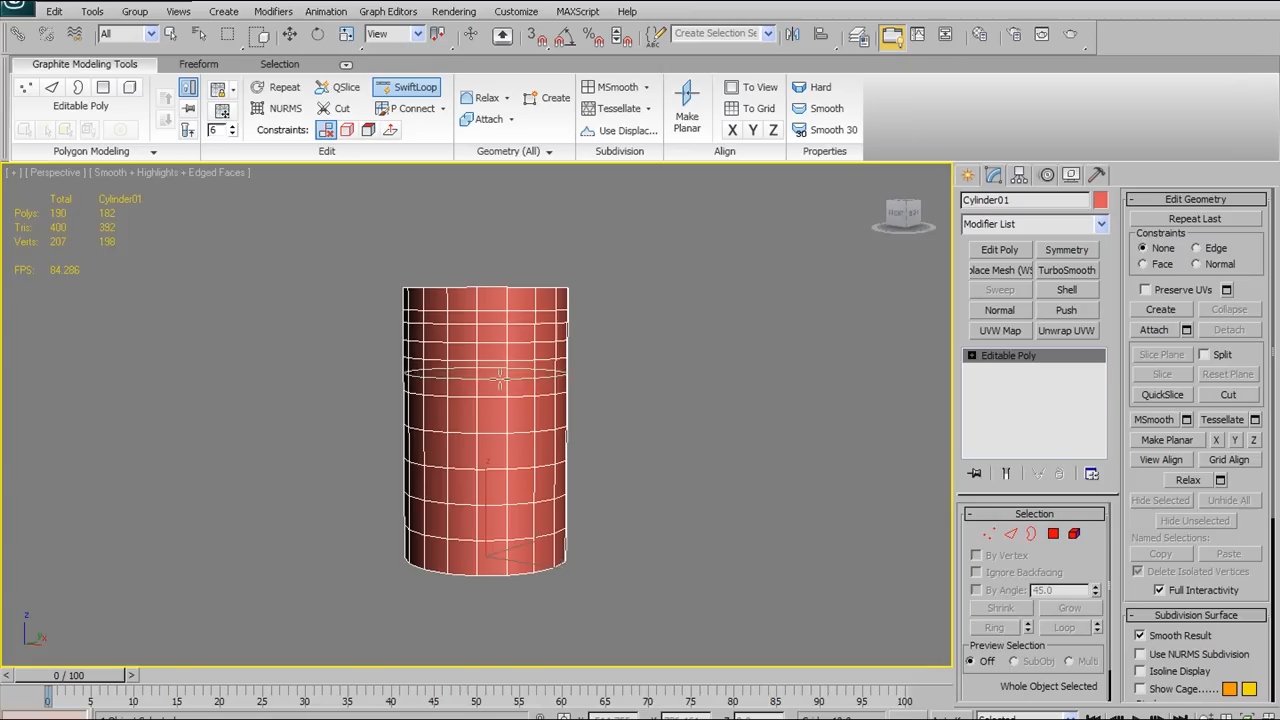 Edit Tools Group Views Create Modifiers Animation Graph Editors Rendering Customize MAXScript Help
All View 3 Create Selection Se
Graphite Modeling Tools Freeform Selection
Repeat QSlice SwiftLoop MSmooth To View Hard
Relax Create
Editable Poly NURMS Cut P Connect Attach Tessellate Make Planar To Grid Smooth
6 Constraints: Use Displac... X Y Z 30 Smooth 30
Polygon Modeling Edit Geometry (All) Subdivision Align Properties
[ + ] [ Perspective ] [ Smooth + Highlights + Edged Faces ]
Total Cylinder01
Polys: 190 182
Tris: 400 392
Verts: 207 198
FPS: 84.286
z
z
x
Cylinder01
Modifier List
Edit Poly Symmetry
place Mesh (WS TurboSmooth
Sweep Shell
Normal Push
UVW Map Unwrap UVW
Editable Poly
Selection
By Vertex
Ignore Backfacing
By Angle: 45.0
Shrink Grow
Ring Loop
Preview Selection
Off SubObj Multi
Whole Object Selected
Edit Geometry
Repeat Last
Constraints
None Edge
Face Normal
Preserve UVs
Create Collapse
Attach Detach
Slice Plane Split
Slice Reset Plane
QuickSlice Cut
MSmooth Tessellate
Make Planar X Y Z
View Align Grid Align
Relax
Hide Selected Unhide All
Hide Unselected
Named Selections:
Copy Paste
Delete Isolated Vertices
Full Interactivity
Subdivision Surface
Smooth Result
Use NURMS Subdivision
Isoline Display
Show Cage......
0 / 100
0 5 10 15 20 25 30 35 40 45 50 55 60 65 70 75 80 85 90 95 100